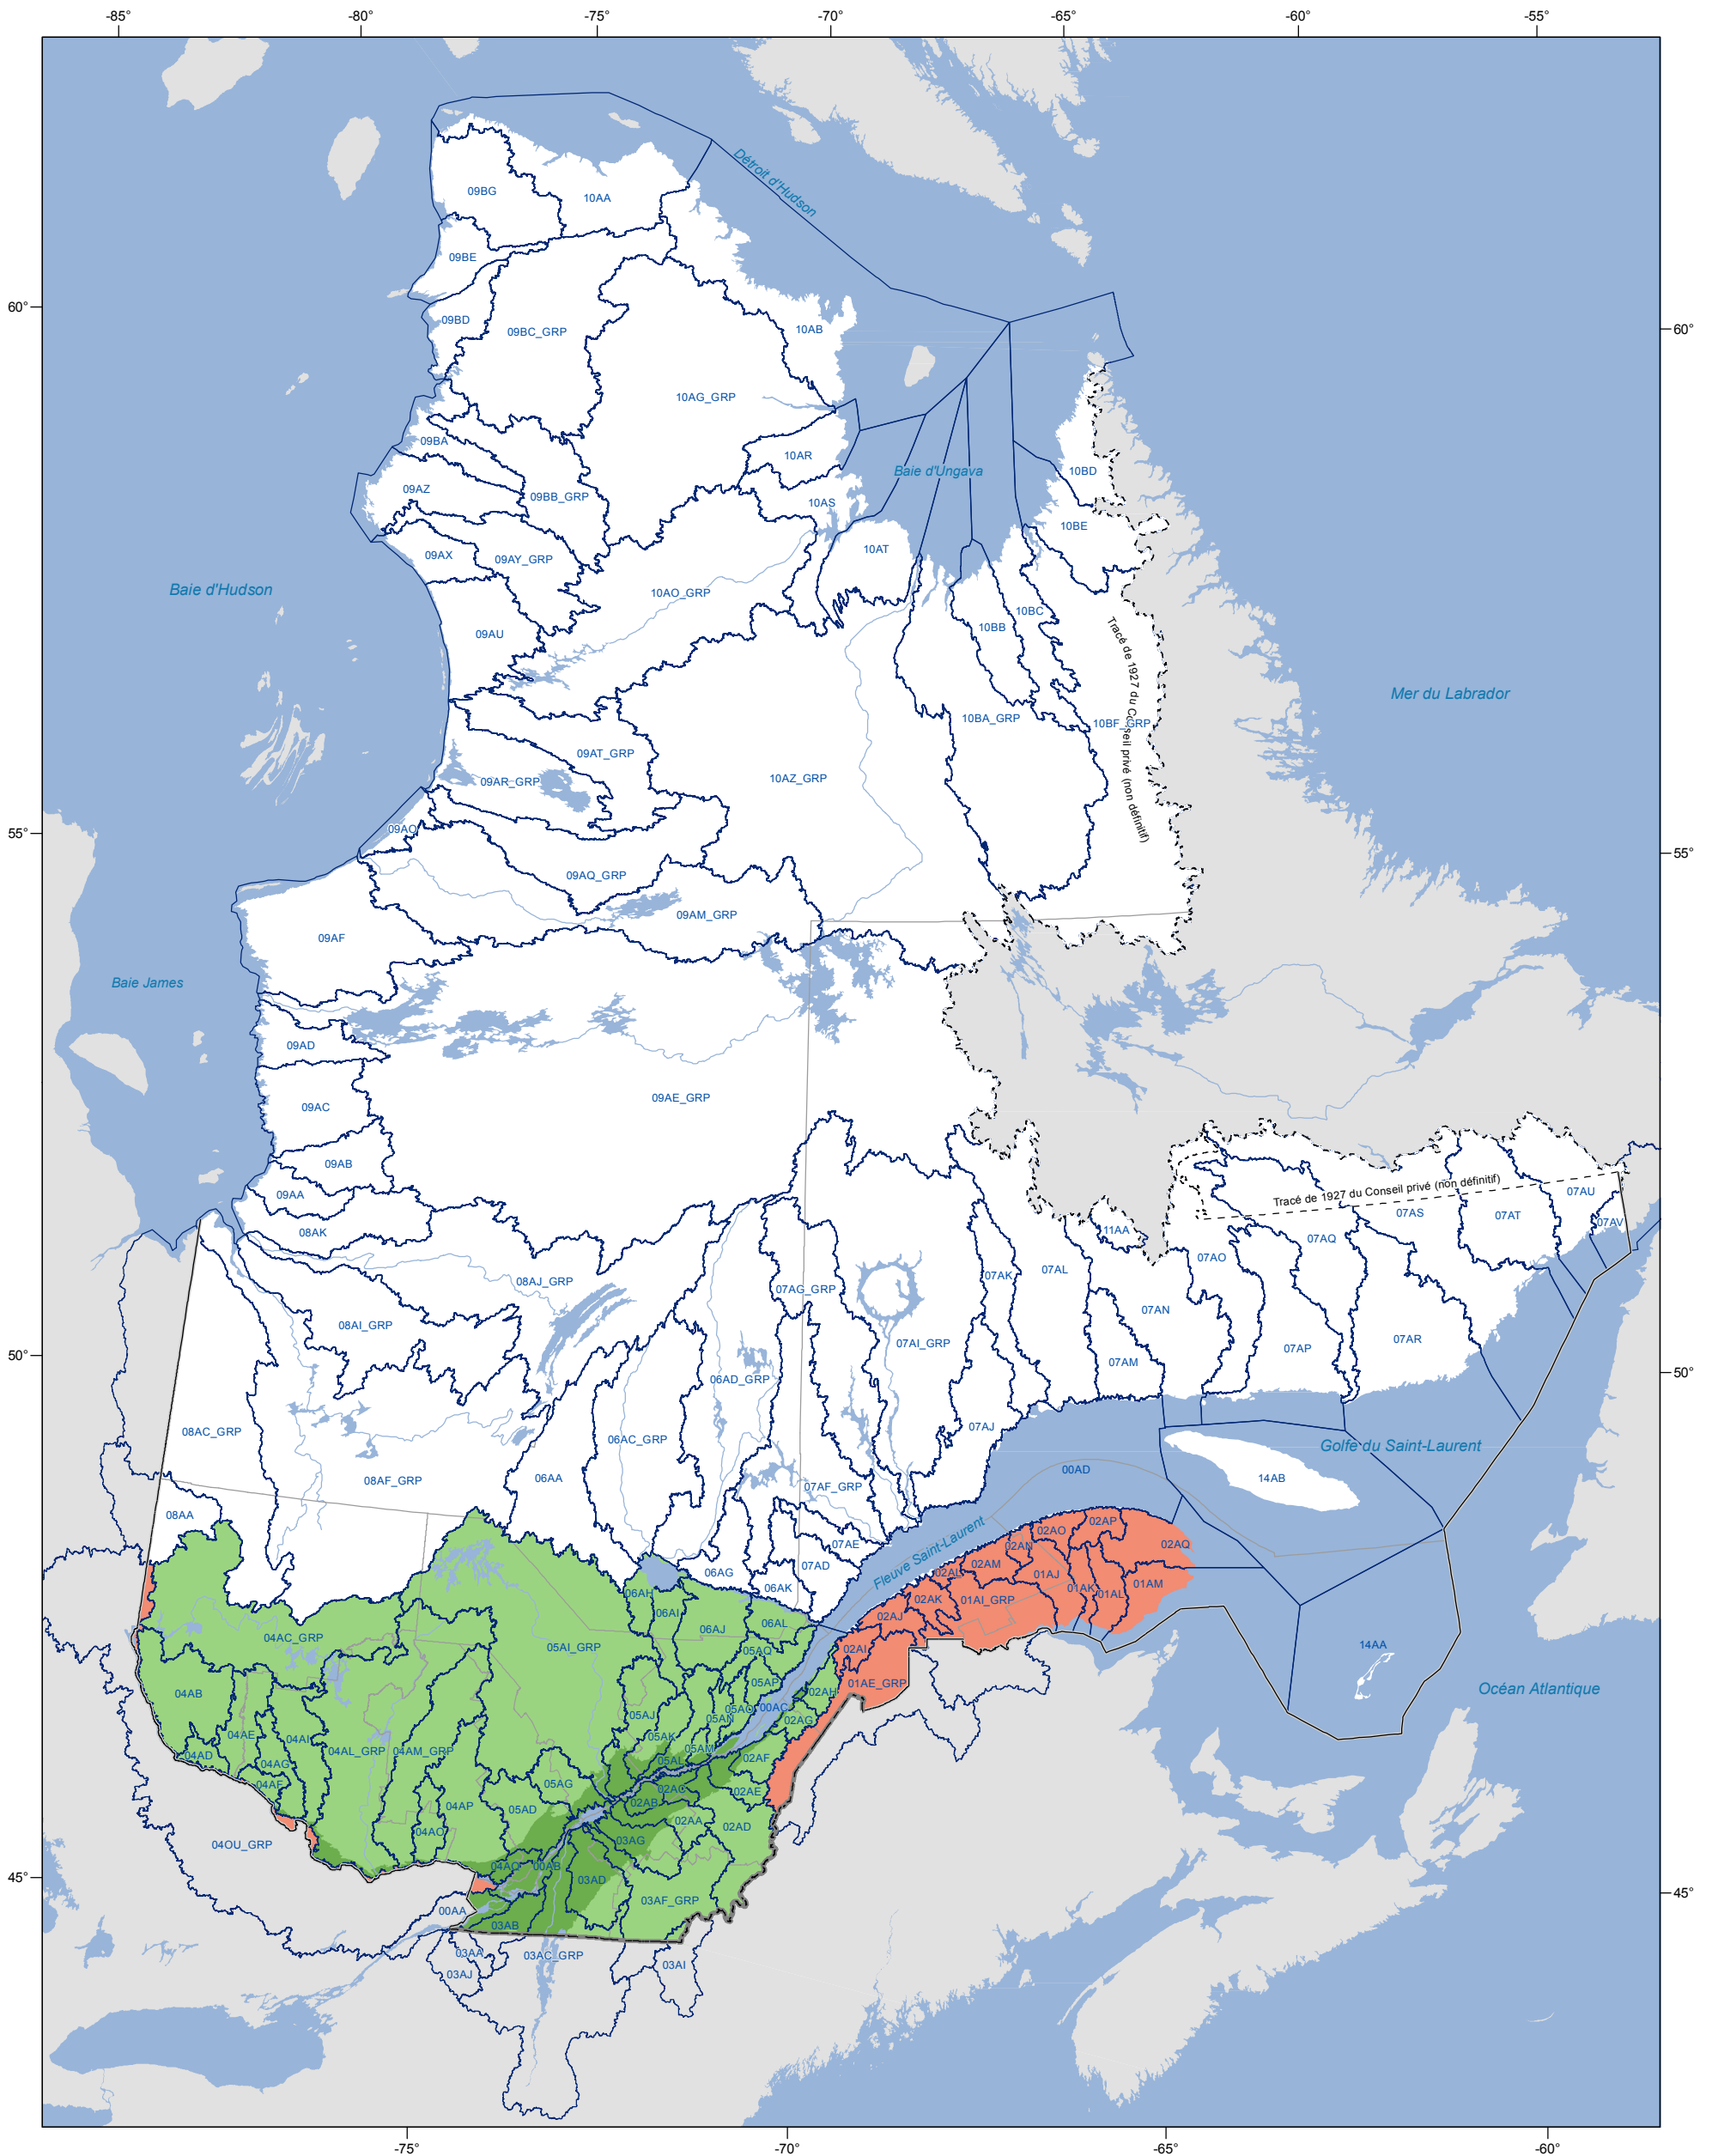 -85°
-80°
-75°
-70°
-65°
-60°
-55°
Détroit d'Hudson
09BG
10AA
09BE
60°
60°
09BD
09BC_GRP
10AB
10AG_GRP
09BA
10AR
Baie d'Ungava
10BD
09AZ
09BB_GRP
10AS
10BE
09AX
09AY_GRP
10AT
Baie d'Hudson
10AO_GRP
10BC
09AU
10BB
Tracé de 1927 du Conseil privé (non définitif)
Mer du Labrador
10BA_GRP
10BF_GRP
09AT_GRP
09AR_GRP
10AZ_GRP
09AO
55°
55°
09AQ_GRP
09AM_GRP
09AF
Baie James
09AD
09AE_GRP
09AC
09AB
09AA
Tracé de 1927 du Conseil privé (non définitif)
07AU
08AK
11AA
07AS
07AT
07AV
07AQ
07AO
08AJ_GRP
07AG_GRP
07AK
07AL
08AI_GRP
07AN
07AI_GRP
07AP
07AR
50°
50°
07AM
06AD_GRP
08AC_GRP
06AC_GRP
07AJ
Golfe du Saint-Laurent
08AF_GRP
06AA
07AF_GRP
00AD
14AB
08AA
Fleuve Saint-Laurent
02AP
02AO
02AN
02AQ
07AE
07AD
02AM
02AL
06AG
06AK
01AJ
01AK
01AL
01AM
06AH
06AI
02AK
01AI_GRP
02AJ
06AJ
06AL
04AC_GRP
05AI_GRP
05AQ
02AI
14AA
05AP
01AE_GRP
Océan Atlantique
04AB
02AH
05AO
00AC
05AJ
05AN
02AG
04AE
04AI
05AK
04AD
04AG
04AL_GRP
04AM_GRP
05AM
05AL
02AF
04AF
05AG
02AC
02AE
02AB
04AP
05AD
02AA
02AD
04AO
03AG
04OU_GRP
04AQ
00AB
45°
45°
03AD
03AF_GRP
00AA
03AB
03AA
03AC_GRP
03AJ
03AI
-75°
-70°
-65°
-60°